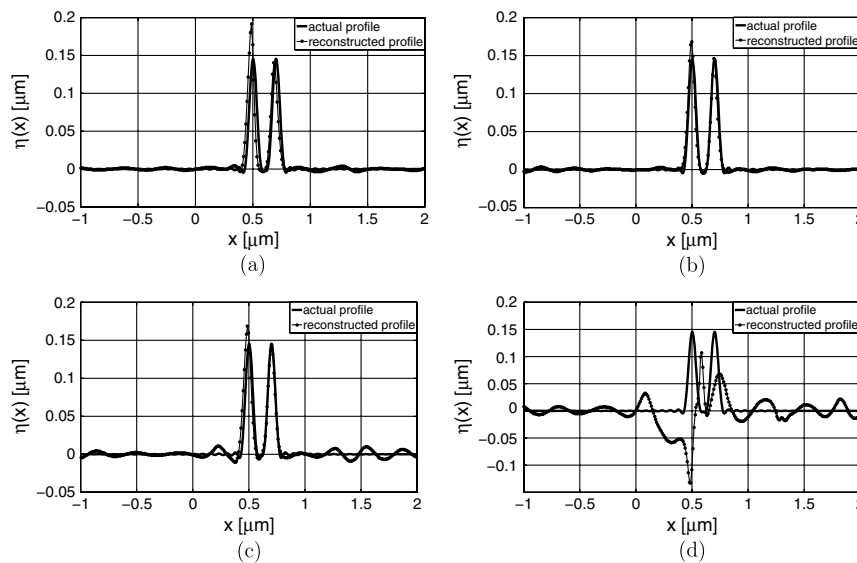 0.2
0.15
0.1
0.05
0
−0.05
η(x) [μm]
actual profile
reconstructed profile
−1 −0.5 0 0.5 1 1.5 2
x [μm]
(a)
0.2
0.15
0.1
0.05
0
−0.05
η(x) [μm]
actual profile
reconstructed profile
−1 −0.5 0 0.5 1 1.5 2
x [μm]
(b)
0.2
0.15
0.1
0.05
0
−0.05
η(x) [μm]
actual profile
reconstructed profile
−1 −0.5 0 0.5 1 1.5 2
x [μm]
(c)
0.2
0.15
0.1
0.05
0
−0.05
−0.1
η(x) [μm]
actual profile
reconstructed profile
−1 −0.5 0 0.5 1 1.5 2
x [μm]
(d)